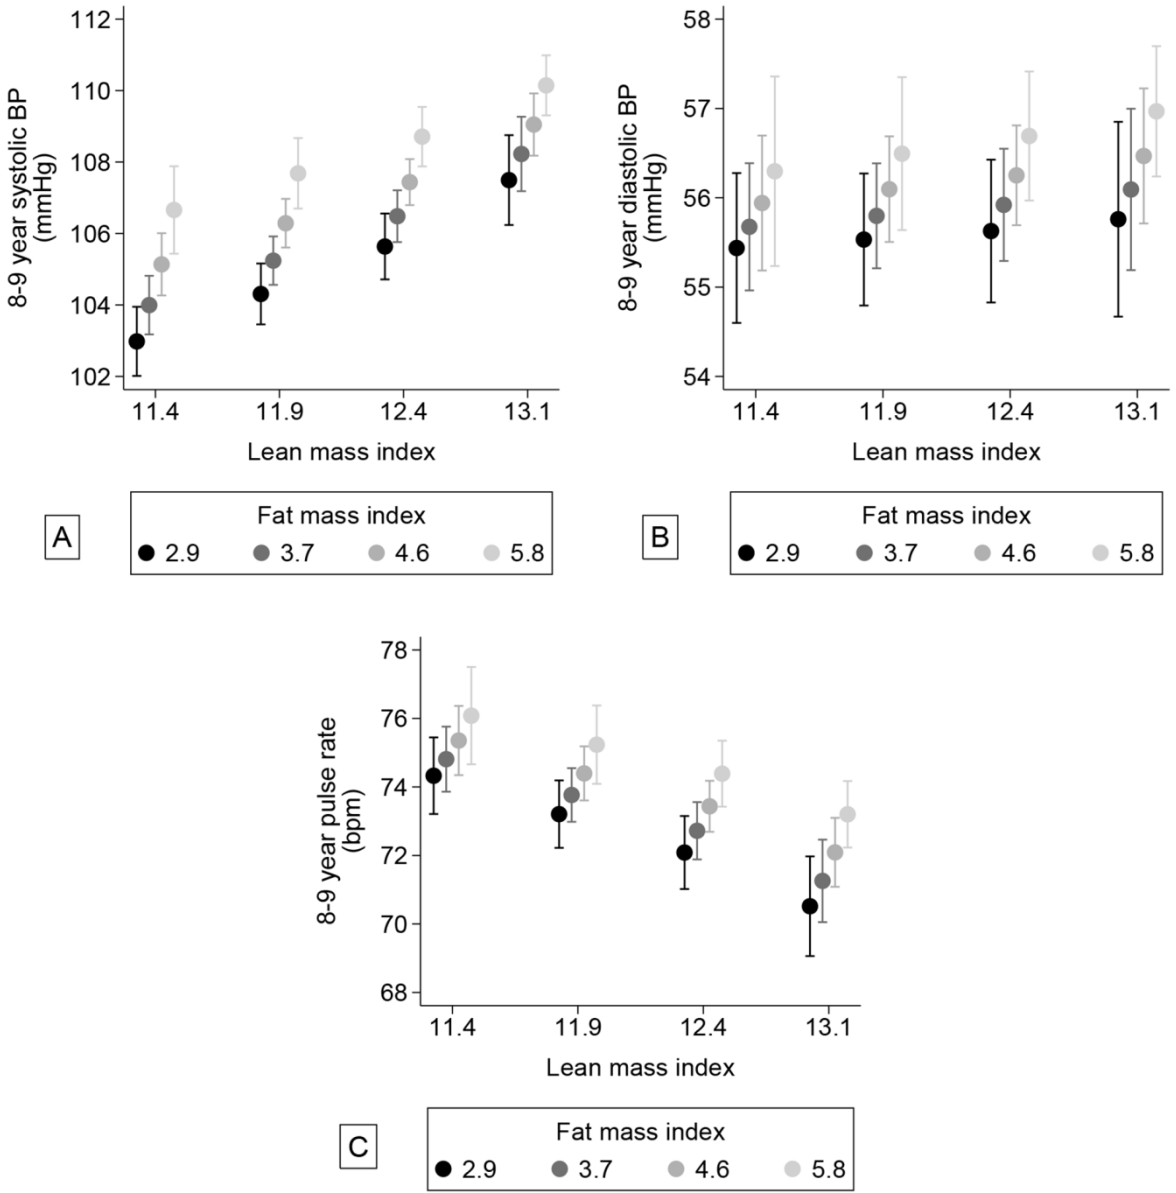 112
110
108
106
104
102
8-9 year systolic BP
(mmHg)
11.4 11.9 12.4 13.1
Lean mass index
Fat mass index
2.9 3.7 4.6 5.8
A
58
57
56
55
54
8-9 year diastolic BP
(mmHg)
11.4 11.9 12.4 13.1
Lean mass index
Fat mass index
2.9 3.7 4.6 5.8
B
78
76
74
72
70
68
8-9 year pulse rate
(bpm)
11.4 11.9 12.4 13.1
Lean mass index
Fat mass index
2.9 3.7 4.6 5.8
C